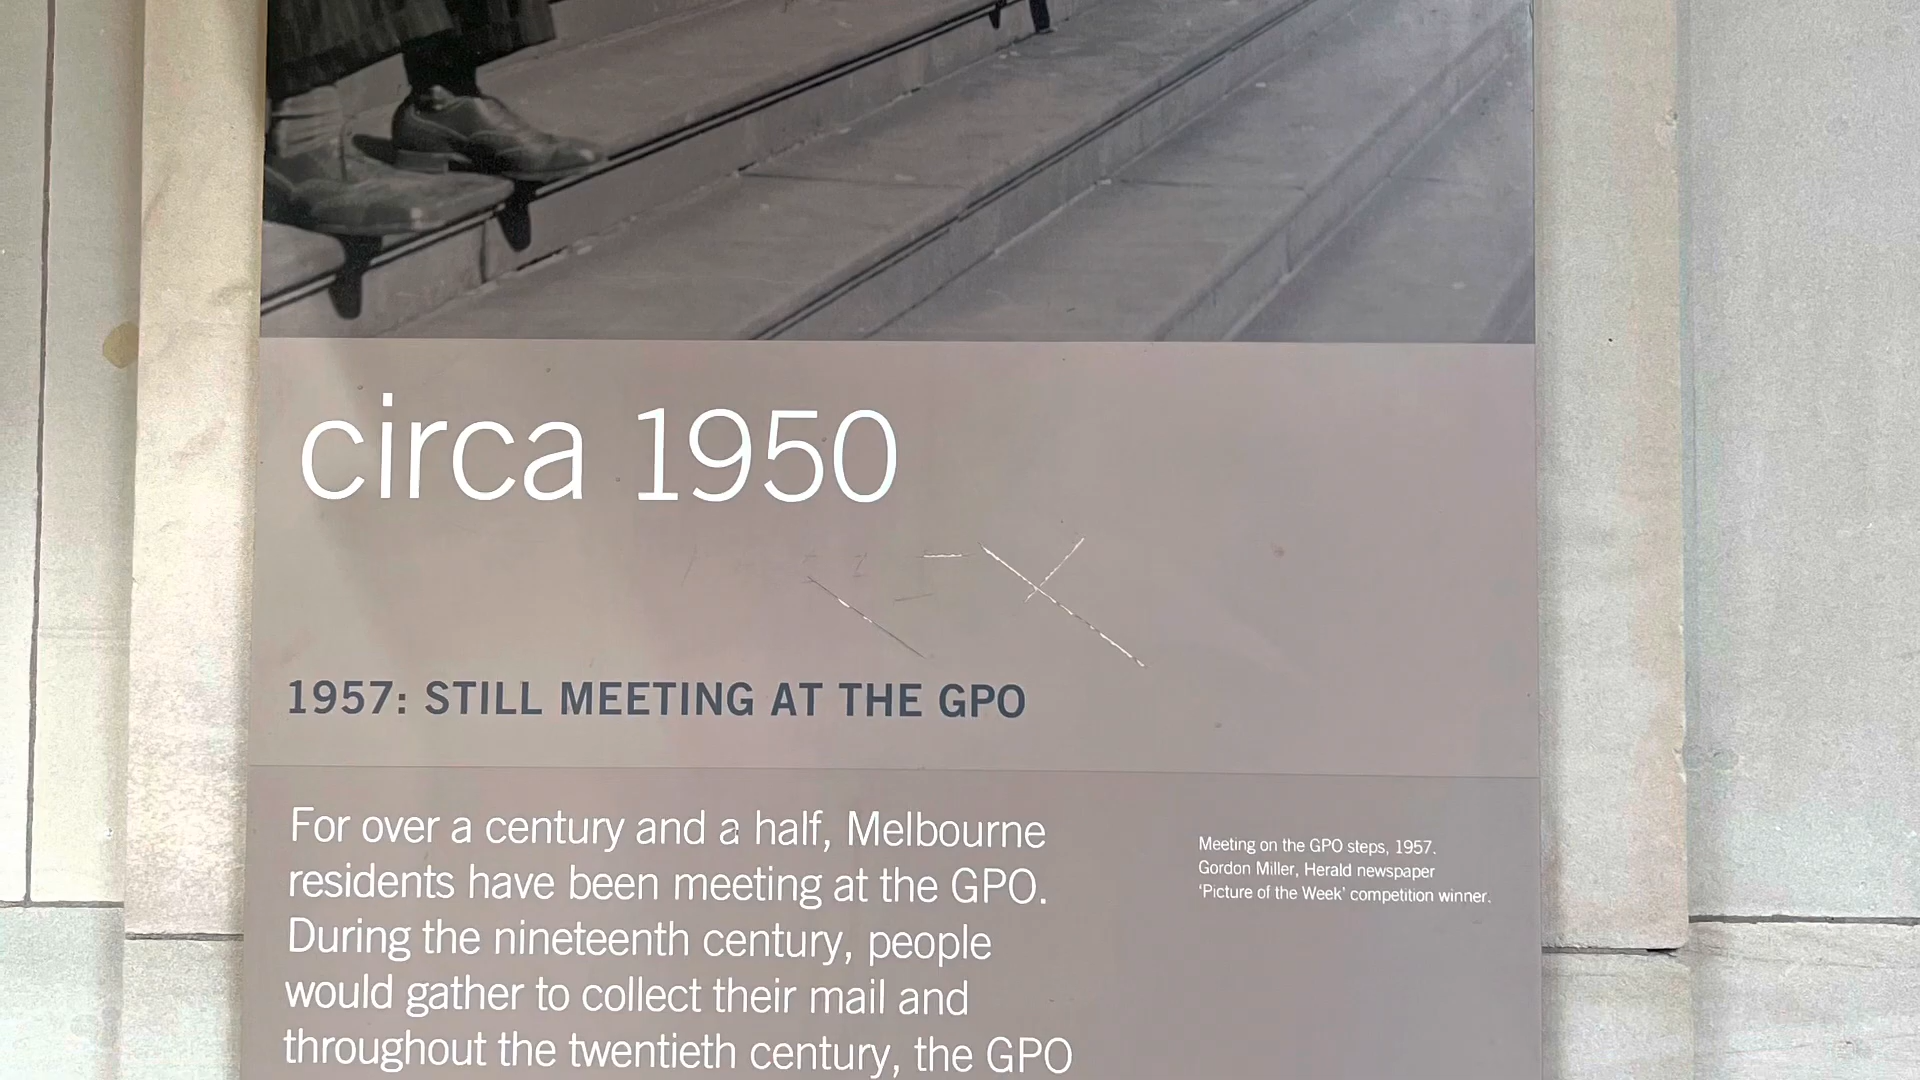 circa 1950
1957: STILL MEETING AT THE GPO
For over a century and a half, Melbourne
residents have been meeting at the GPO.
During the nineteenth century, people
would gather to collect their mail and
throughout the twentieth century, the GPO
Meeting on the GPO steps, 1957.
Gordon Miller, Herald newspaper
‘Picture of the Week’ competition winner.